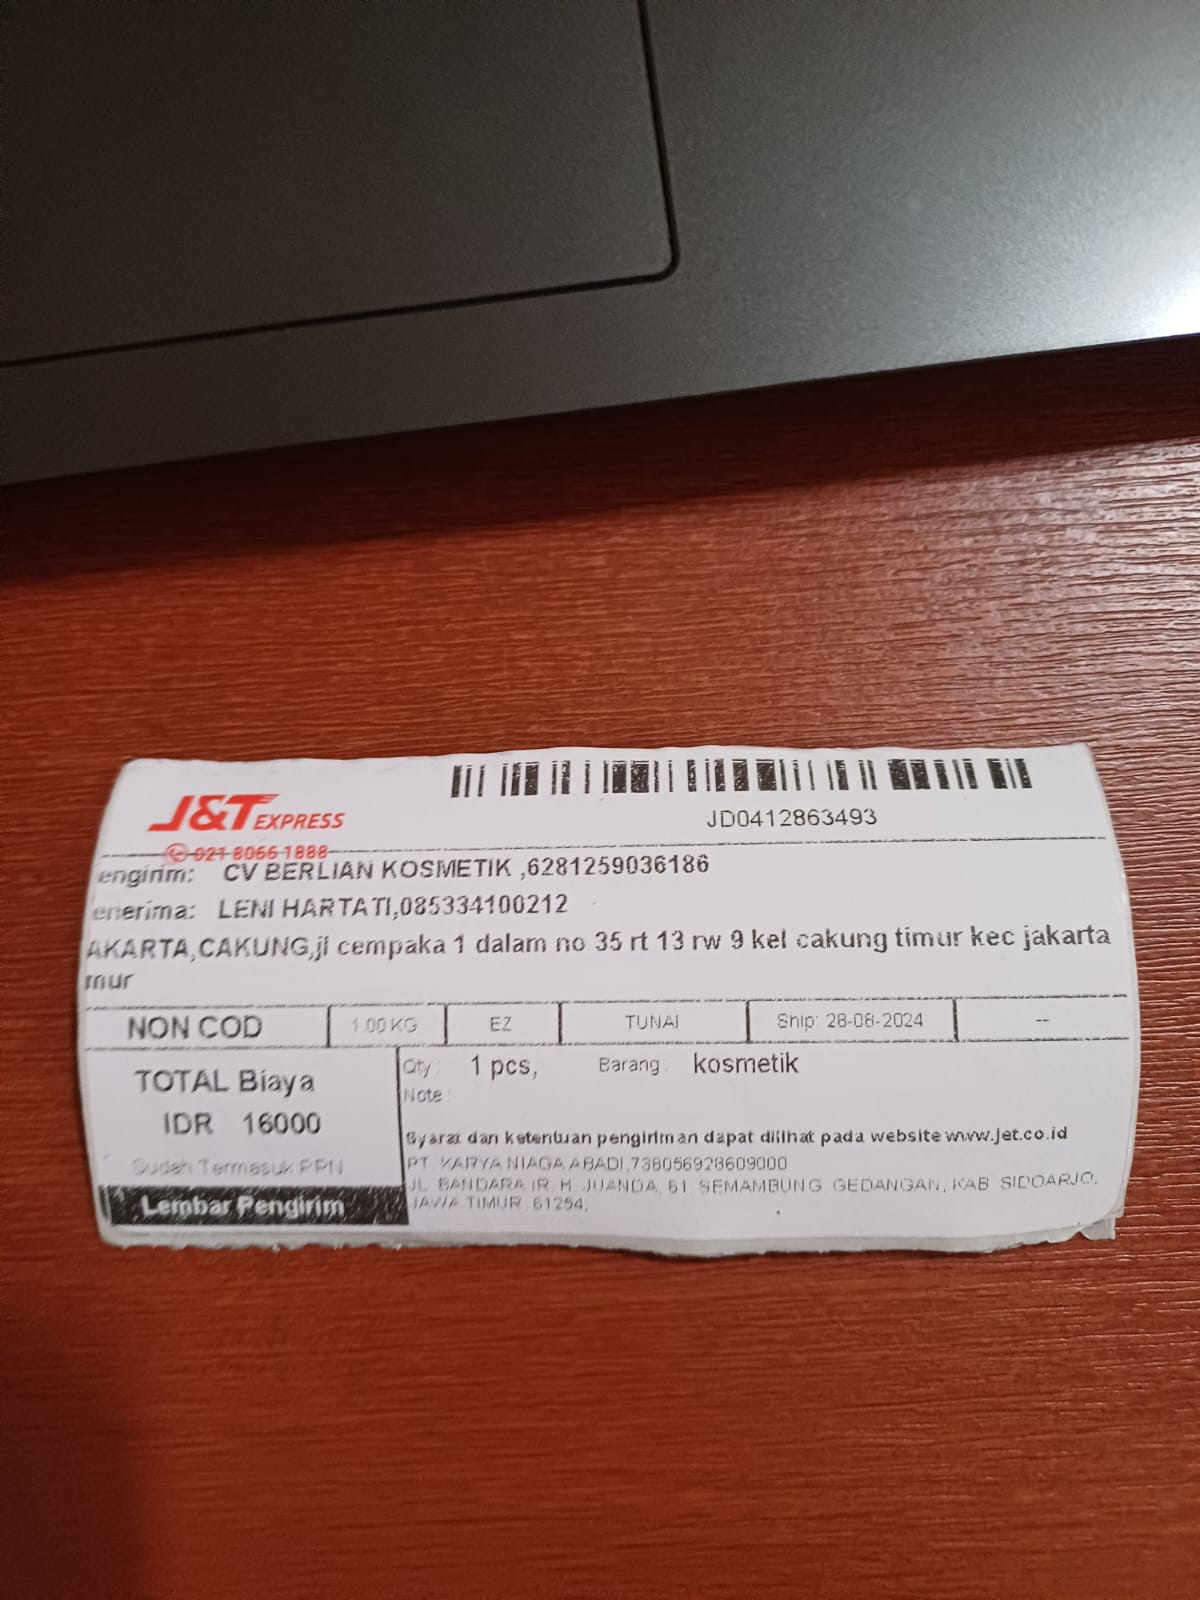 J&T EXPRESS
JD0412863493
021 8066 1888
engirim: CV BERLIAN KOSMETIK ,6281259036186
enerima: LENI HARTATI,085334100212
AKARTA,CAKUNG,jl cempaka 1 dalam no 35 rt 13 rw 9 kel cakung timur kec jakarta
mur
NON COD 1.00 KG EZ TUNAI Ship: 28-08-2024 --
TOTAL Biaya
IDR 16000
Sudah Termasuk PPN
Lembar Pengirim
Qty : 1 pcs, Barang : kosmetik
Note :
Syarat dan ketentuan pengiriman dapat dilihat pada website www.jet.co.id
PT. KARYA NIAGA ABADI,738056928609000
JL. BANDARA IR. H. JUANDA, 61 SEMAMBUNG GEDANGAN, KAB. SIDOARJO,
JAWA TIMUR ,61254,